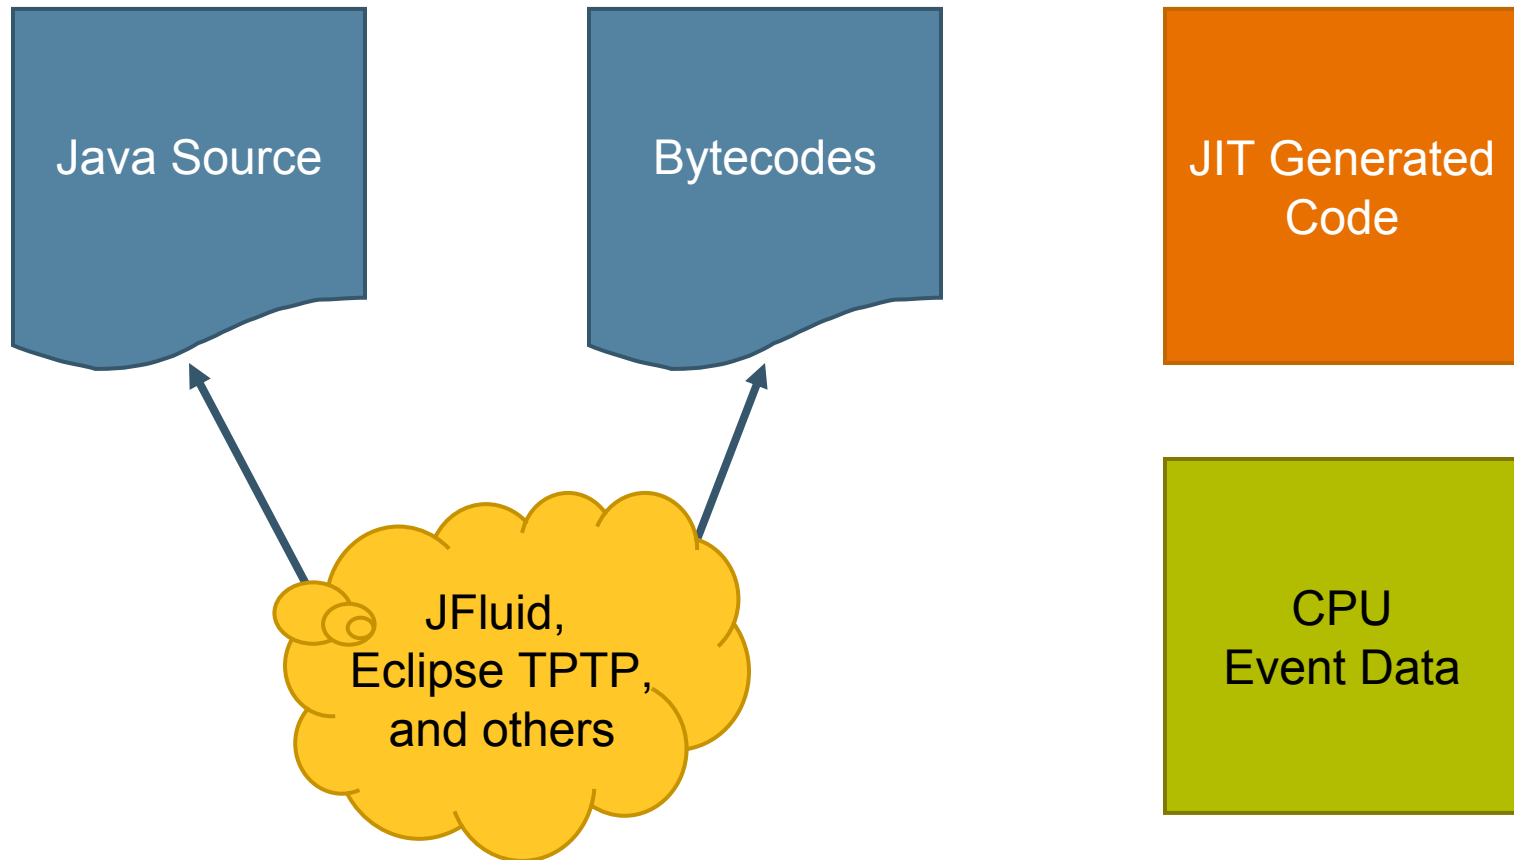 Java Source
Bytecodes
JIT Generated
Code
JFluid,
Eclipse TPTP,
and others
CPU
Event Data